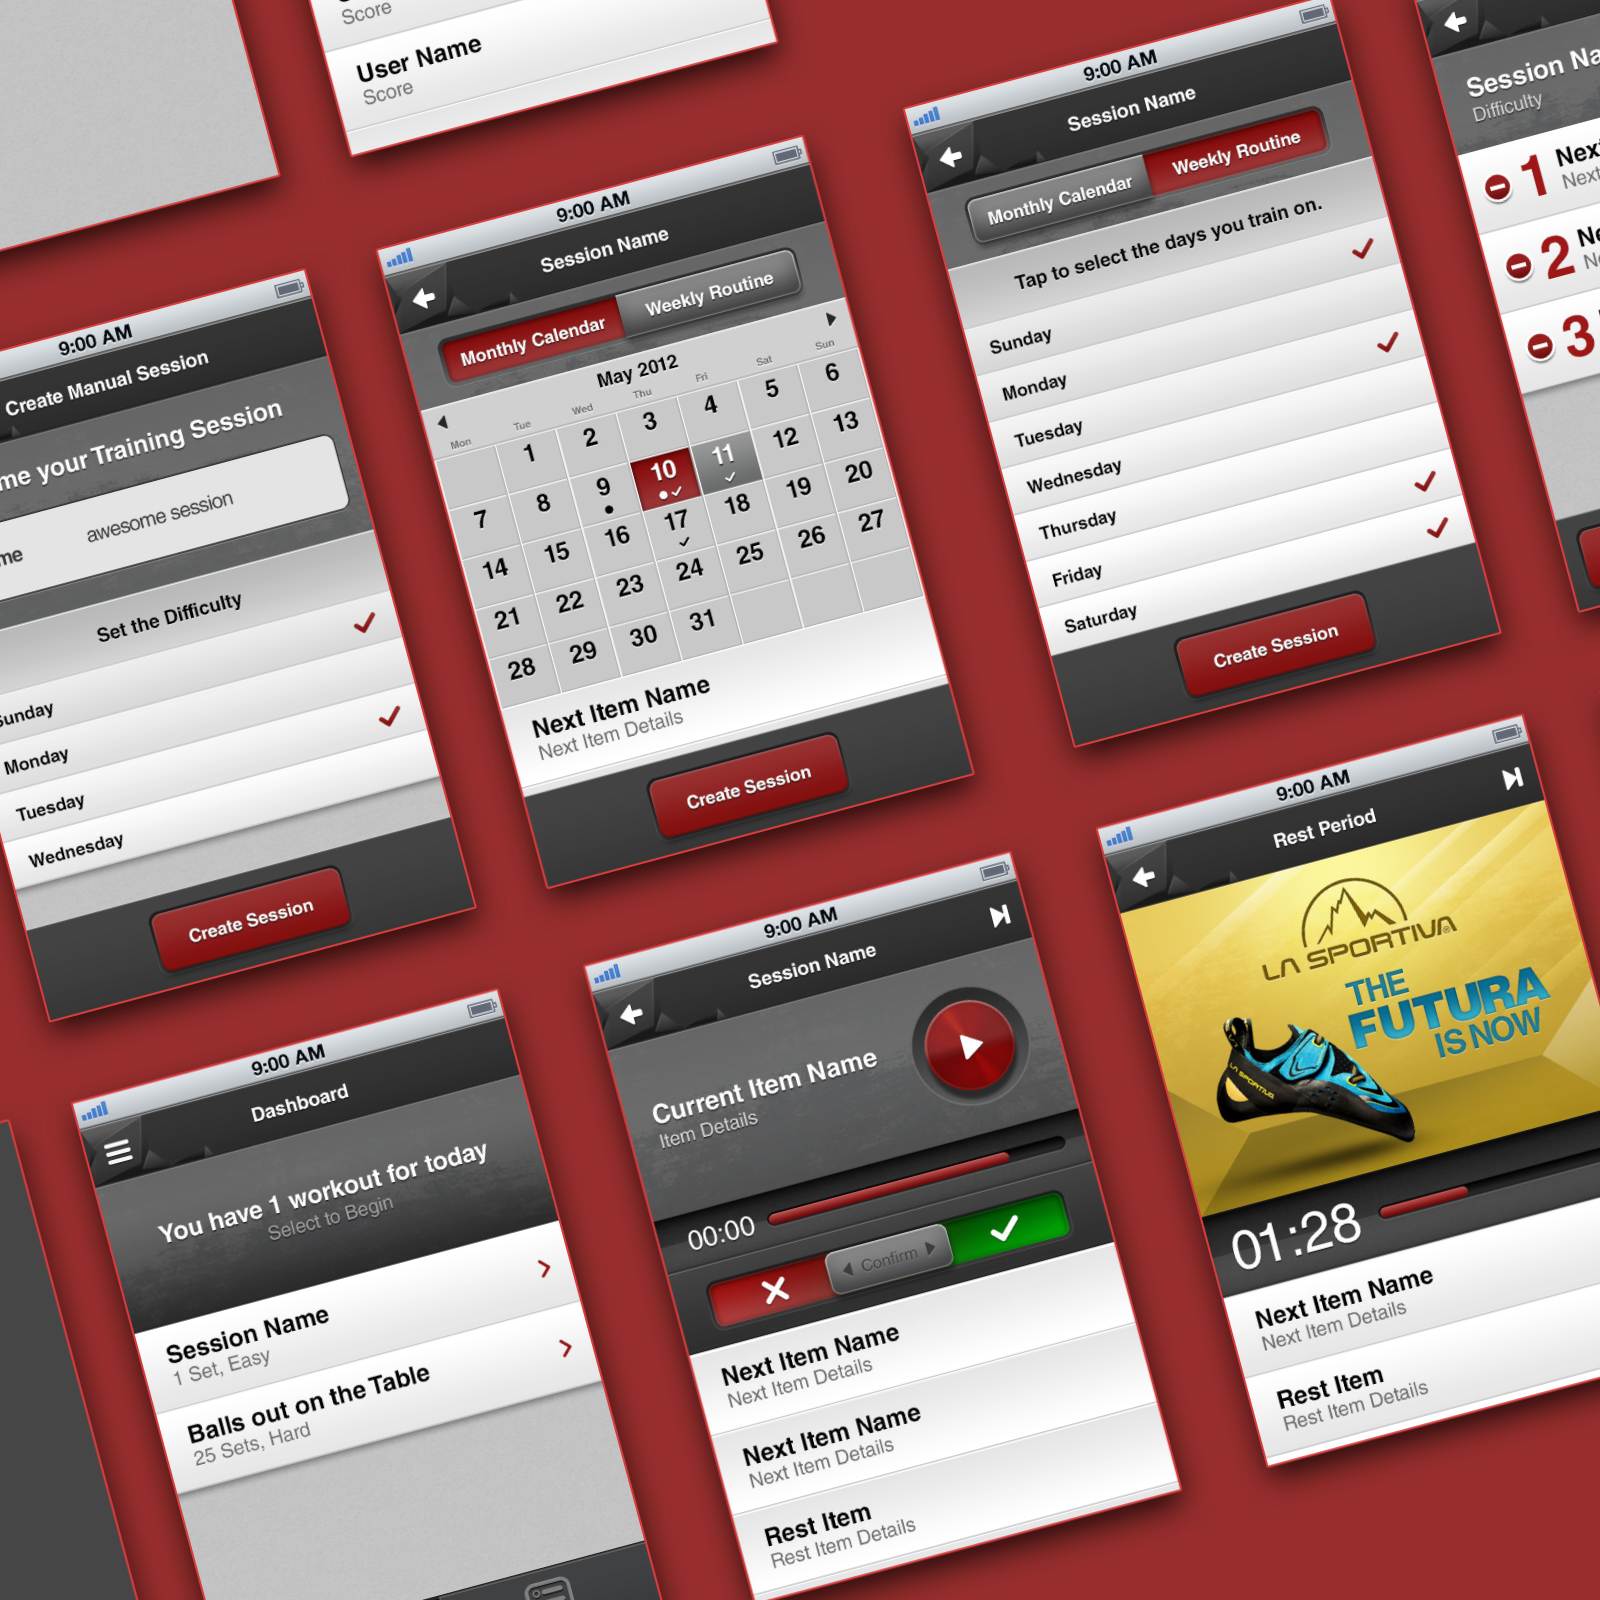 Score
User Name
Score
9:00 AM
Create Manual Session
me your Training Session
me
awesome session
Set the Difficulty
Sunday
Monday
Tuesday
Wednesday
Create Session
9:00 AM
Session Name
Monthly Calendar
Weekly Routine
May 2012
Mon Tue Wed Thu Fri Sat Sun
1 2 3 4 5 6
7 8 9 10 11 12 13
14 15 16 17 18 19 20
21 22 23 24 25 26 27
28 29 30 31
Next Item Name
Next Item Details
Create Session
9:00 AM
Session Name
Monthly Calendar
Weekly Routine
Tap to select the days you train on.
Sunday
Monday
Tuesday
Wednesday
Thursday
Friday
Saturday
Create Session
Session Na
Difficulty
1
Next
Next
2
Ne
Ne
3
9:00 AM
Dashboard
You have 1 workout for today
Select to Begin
Session Name
1 Set, Easy
Balls out on the Table
25 Sets, Hard
9:00 AM
Session Name
Current Item Name
Item Details
00:00
Confirm
Next Item Name
Next Item Details
Next Item Name
Next Item Details
Rest Item
Rest Item Details
9:00 AM
Rest Period
LA SPORTIVA®
THE
FUTURA
IS NOW
LA SPORTIVA
01:28
Next Item Name
Next Item Details
Rest Item
Rest Item Details